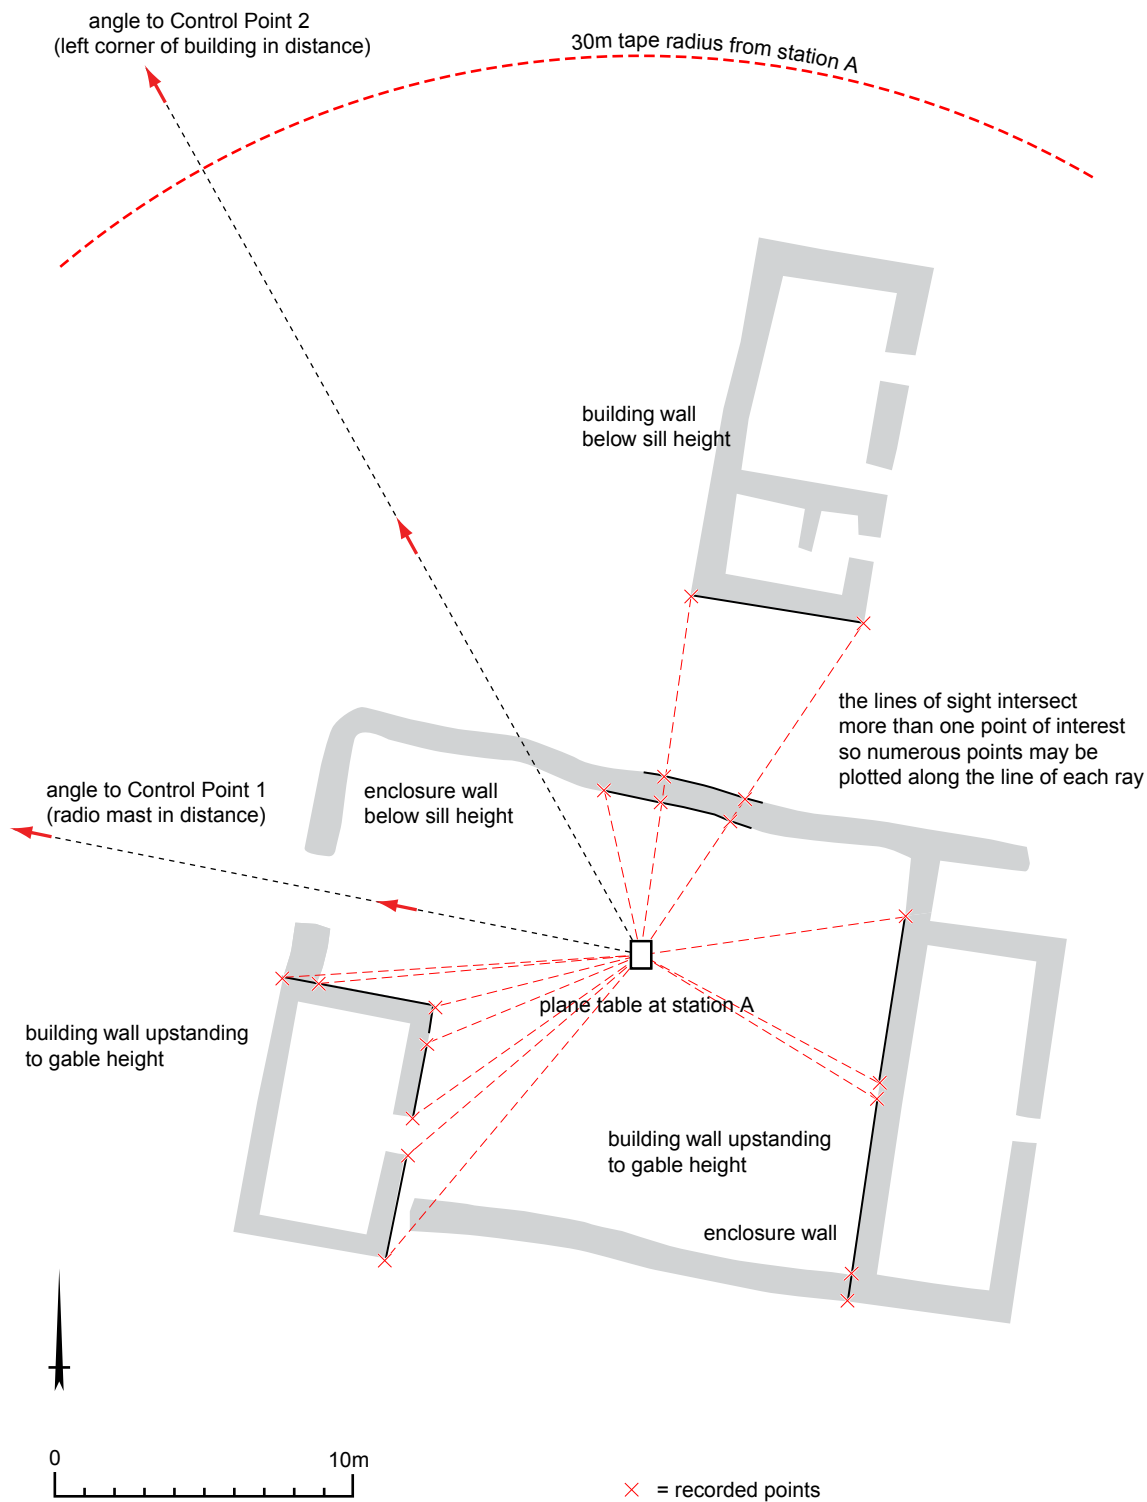 angle to Control Point 2
(left corner of building in distance)
30m tape radius from station A
building wall
below sill height
the lines of sight intersect
more than one point of interest
so numerous points may be
plotted along the line of each ray
angle to Control Point 1
(radio mast in distance)
enclosure wall
below sill height
plane table at station A
building wall upstanding
to gable height
building wall upstanding
to gable height
enclosure wall
0 10m
= recorded points